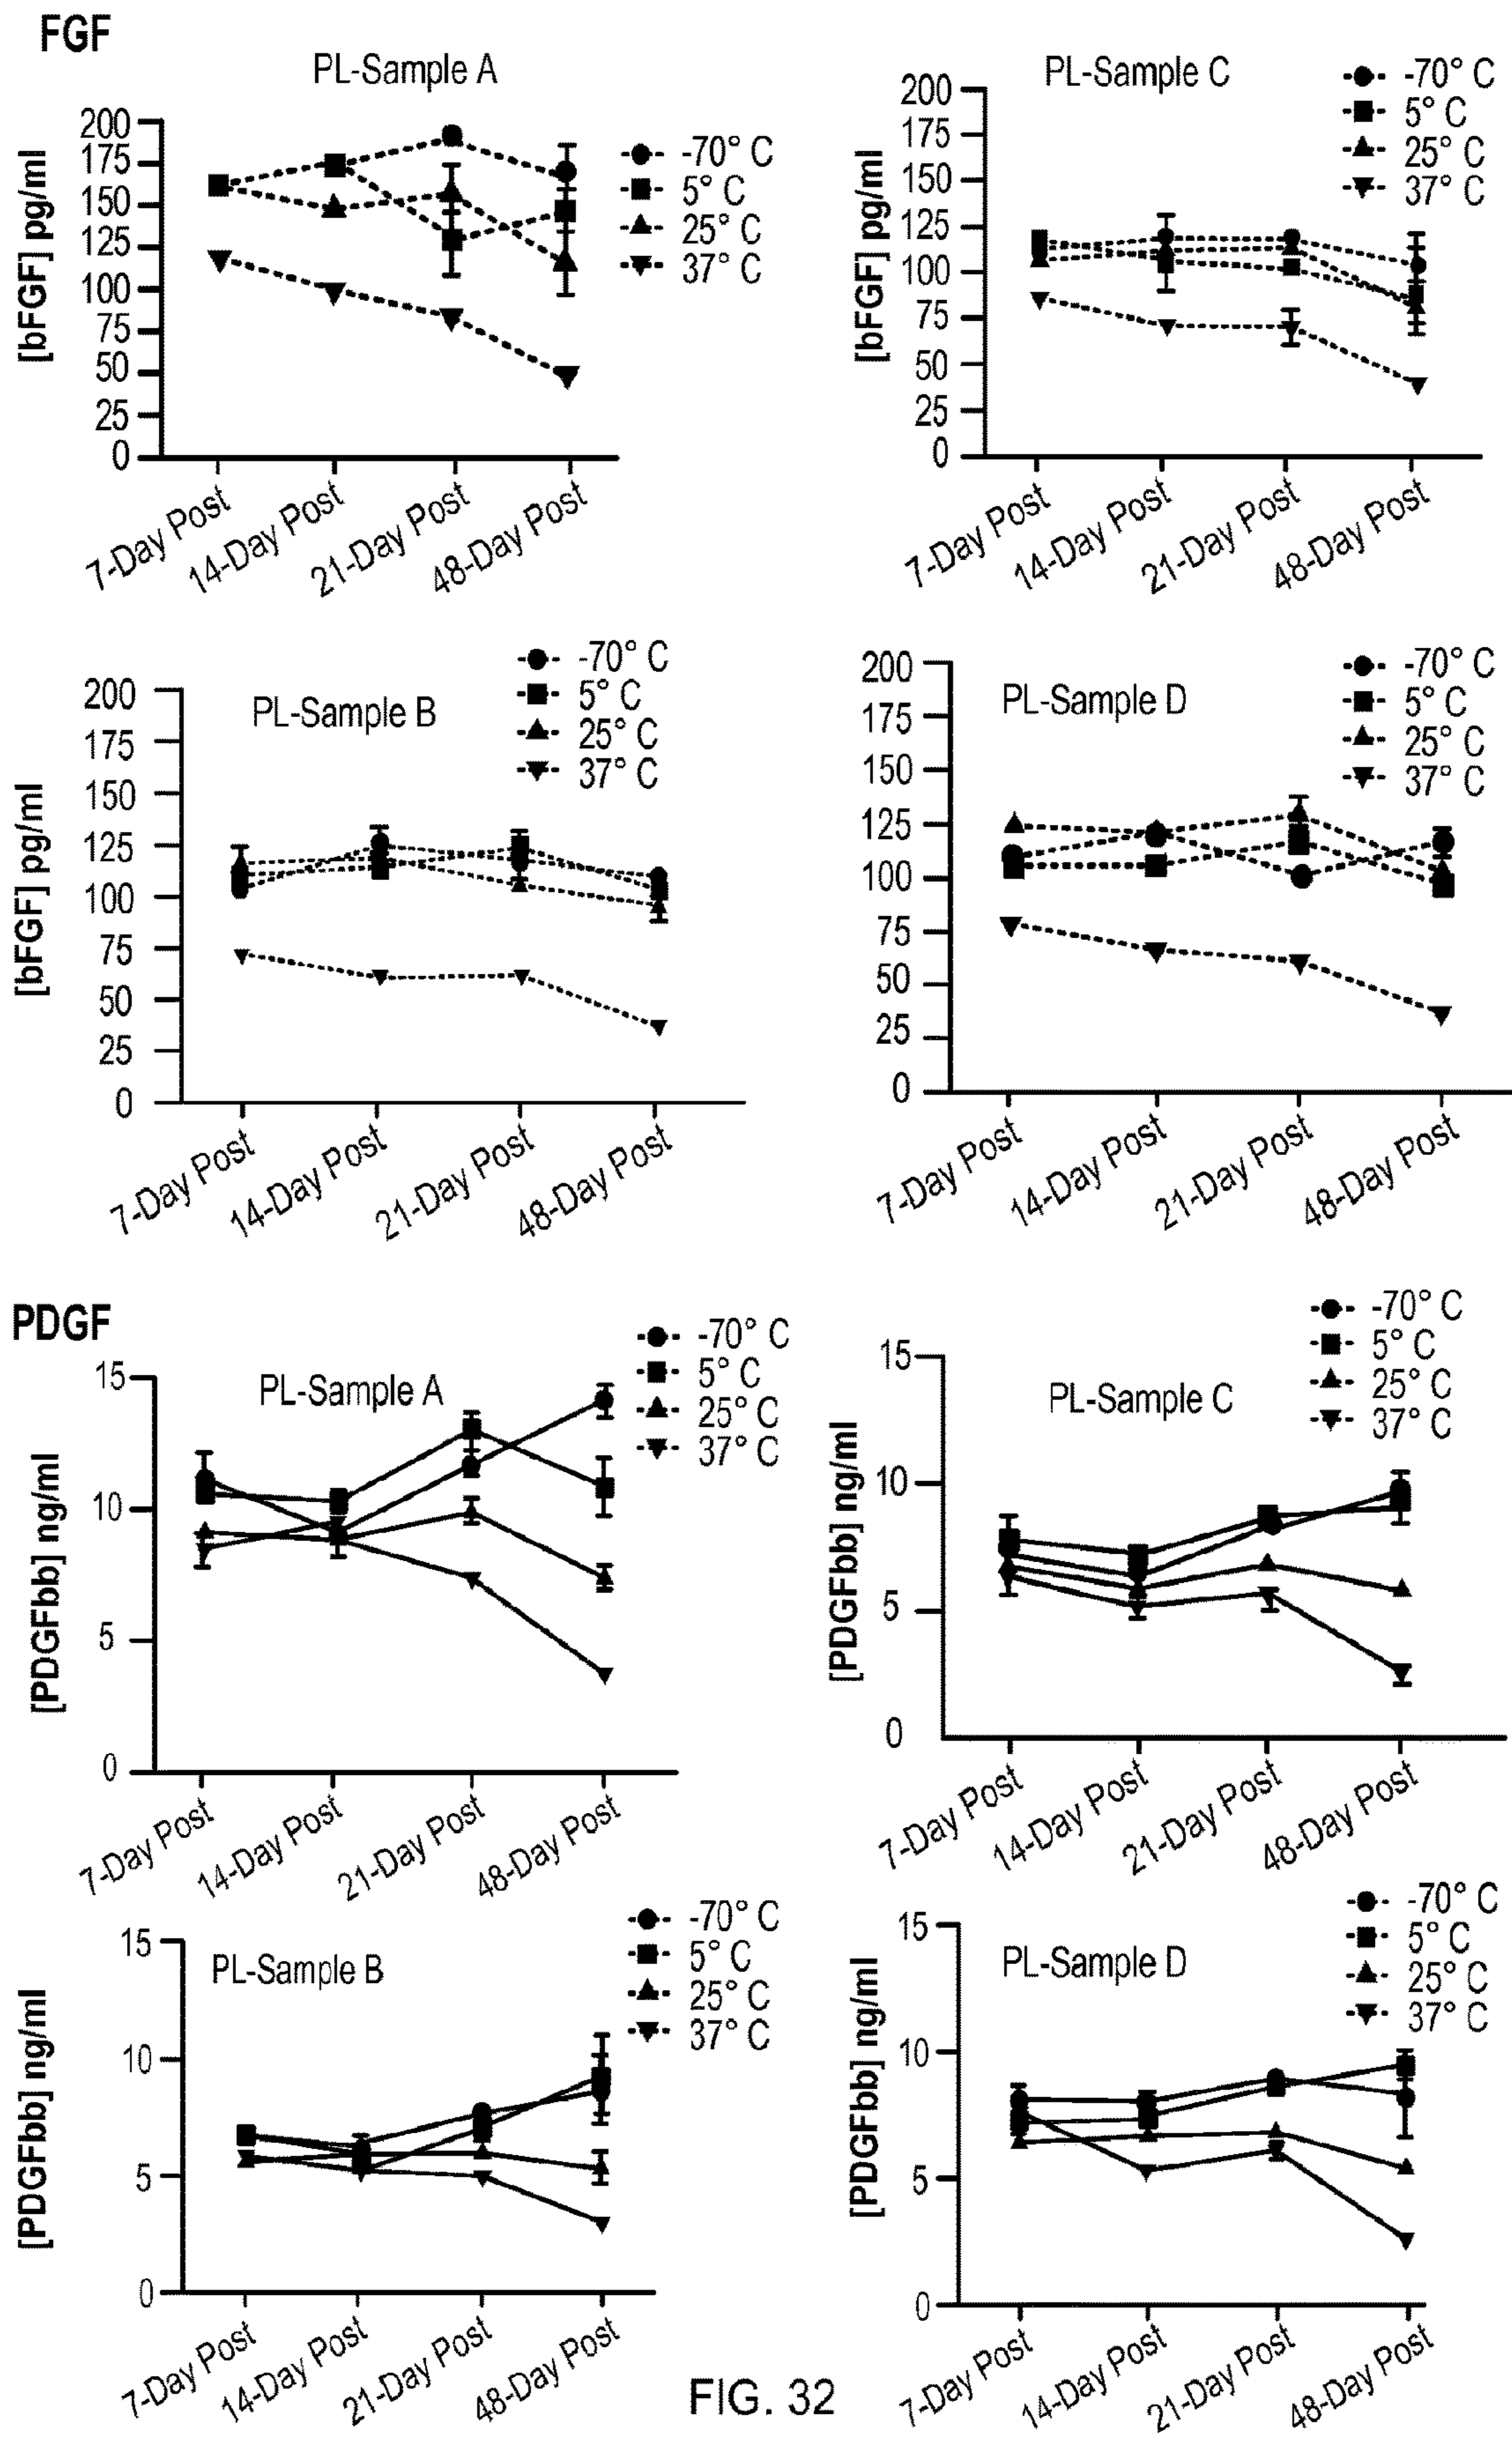 FGF
PL-Sample A
[bFGF] pg/ml
200
175
150
125
100
75
50
25
0
-70° C
5° C
25° C
37° C
7-Day Post
14-Day Post
21-Day Post
48-Day Post
PL-Sample C
[bFGF] pg/ml
200
175
150
125
100
75
50
25
0
-70° C
5° C
25° C
37° C
7-Day Post
14-Day Post
21-Day Post
48-Day Post
PL-Sample B
[bFGF] pg/ml
200
175
150
125
100
75
50
25
0
-70° C
5° C
25° C
37° C
7-Day Post
14-Day Post
21-Day Post
48-Day Post
PL-Sample D
200
175
150
125
100
75
50
25
0
-70° C
5° C
25° C
37° C
7-Day Post
14-Day Post
21-Day Post
48-Day Post
PDGF
PL-Sample A
[PDGFbb] ng/ml
15
10
5
0
-70° C
5° C
25° C
37° C
7-Day Post
14-Day Post
21-Day Post
48-Day Post
PL-Sample C
[PDGFbb] ng/ml
15
10
5
0
-70° C
5° C
25° C
37° C
7-Day Post
14-Day Post
21-Day Post
48-Day Post
PL-Sample B
[PDGFbb] ng/ml
15
10
5
0
-70° C
5° C
25° C
37° C
7-Day Post
14-Day Post
21-Day Post
48-Day Post
PL-Sample D
[PDGFbb] ng/ml
15
10
5
0
-70° C
5° C
25° C
37° C
7-Day Post
14-Day Post
21-Day Post
48-Day Post
FIG. 32